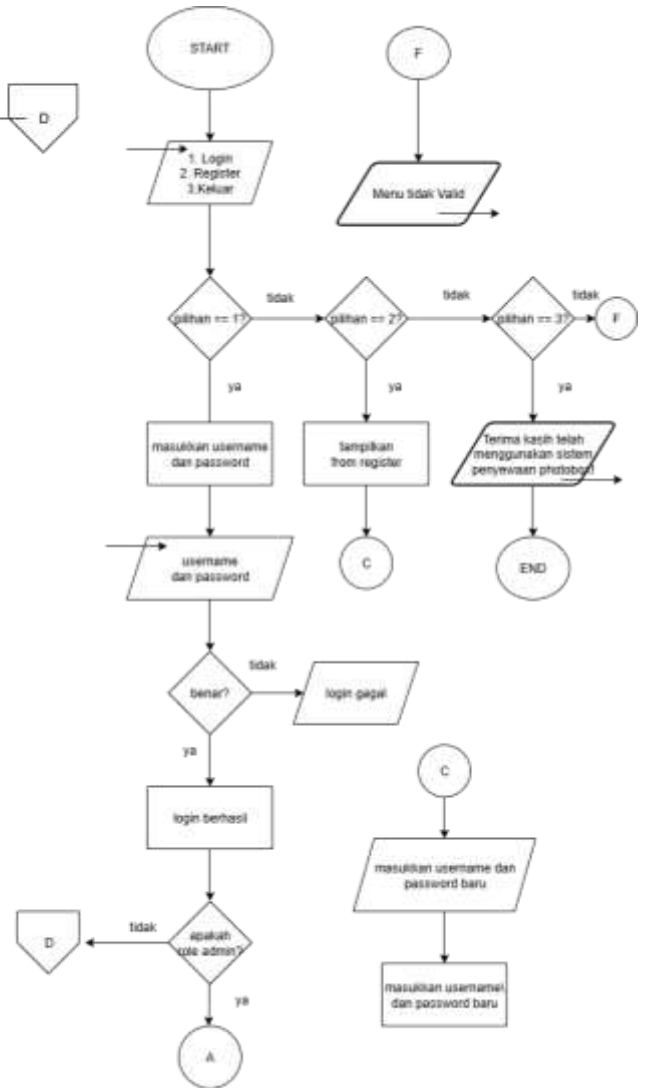 START
F
D
1. Login
2. Register
3.Keluar
Menu tidak Valid
pilihan == 1?
tidak
pilihan == 2?
tidak
pilihan == 3?
tidak
F
ya
ya
ya
masukkan username
dan password
tampilkan
from register
Terima kasih telah
menggunakan sistem
penyewaan photobox!
username
dan password
C
END
benar?
tidak
login gagal
ya
login berhasil
C
masukkan username dan
password baru
D
tidak
apakah
role admin?
ya
masukkan username\
dan password baru
A